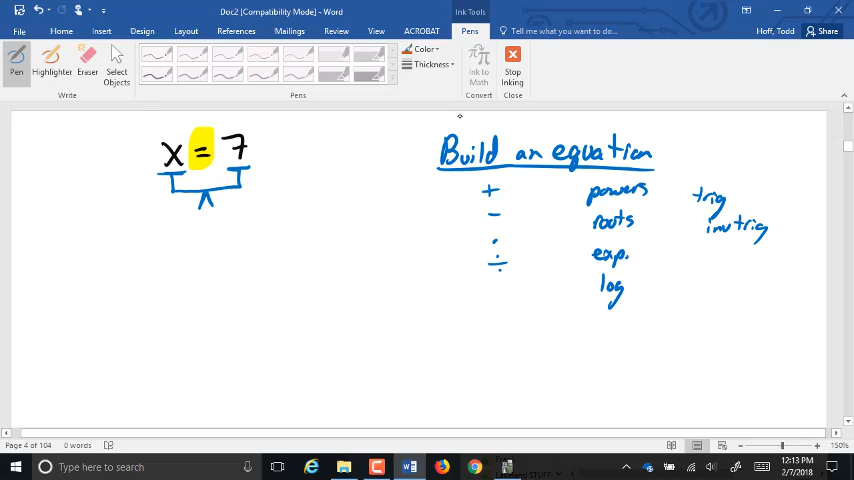 Doc2 [Compatibility Mode] - Word
Ink Tools
File Home Insert Design Layout References Mailings Review View ACROBAT Pens Tell me what you want to do... Hoff, Todd Share
Pen Highlighter Eraser Select Objects
Color
Thickness
Ink to Math
Stop Inking
Write Pens Convert Close
x = 7
Build an equation
+ powers trig
- roots inv trig
· exp.
÷ log
Page 4 of 104 0 words 150%
Type here to search
12:13 PM
2/7/2018